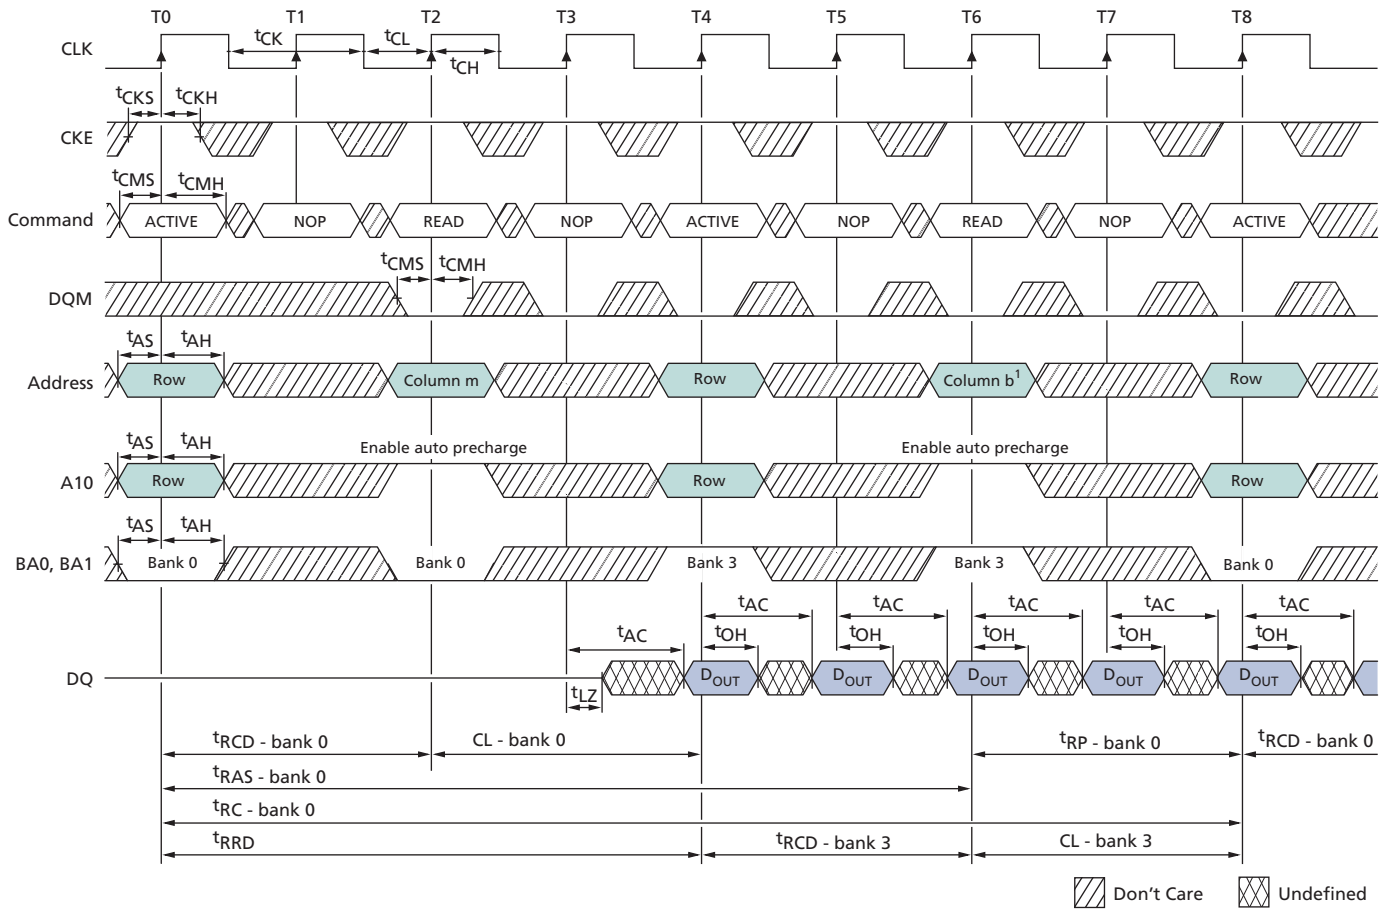 T0 T1 T2 T3 T4 T5 T6 T7 T8
CLK tCK tCL tCH
tCKS tCKH
CKE
tCMS tCMH
Command ACTIVE NOP READ NOP ACTIVE NOP READ NOP ACTIVE
tCMS tCMH
DQM
tAS tAH
Address Row Column m Row Column b1 Row
tAS tAH Enable auto precharge Enable auto precharge
A10 Row Row Row
tAS tAH
BA0, BA1 Bank 0 Bank 0 Bank 3 Bank 3 Bank 0
tAC tAC tAC tAC tAC tAC
tOH tOH tOH tOH tOH
DQ DOUT DOUT DOUT DOUT DOUT
tLZ
tRCD - bank 0 CL - bank 0 tRP - bank 0 tRCD - bank 0
tRAS - bank 0
tRC - bank 0
tRRD tRCD - bank 3 CL - bank 3
Don't Care Undefined